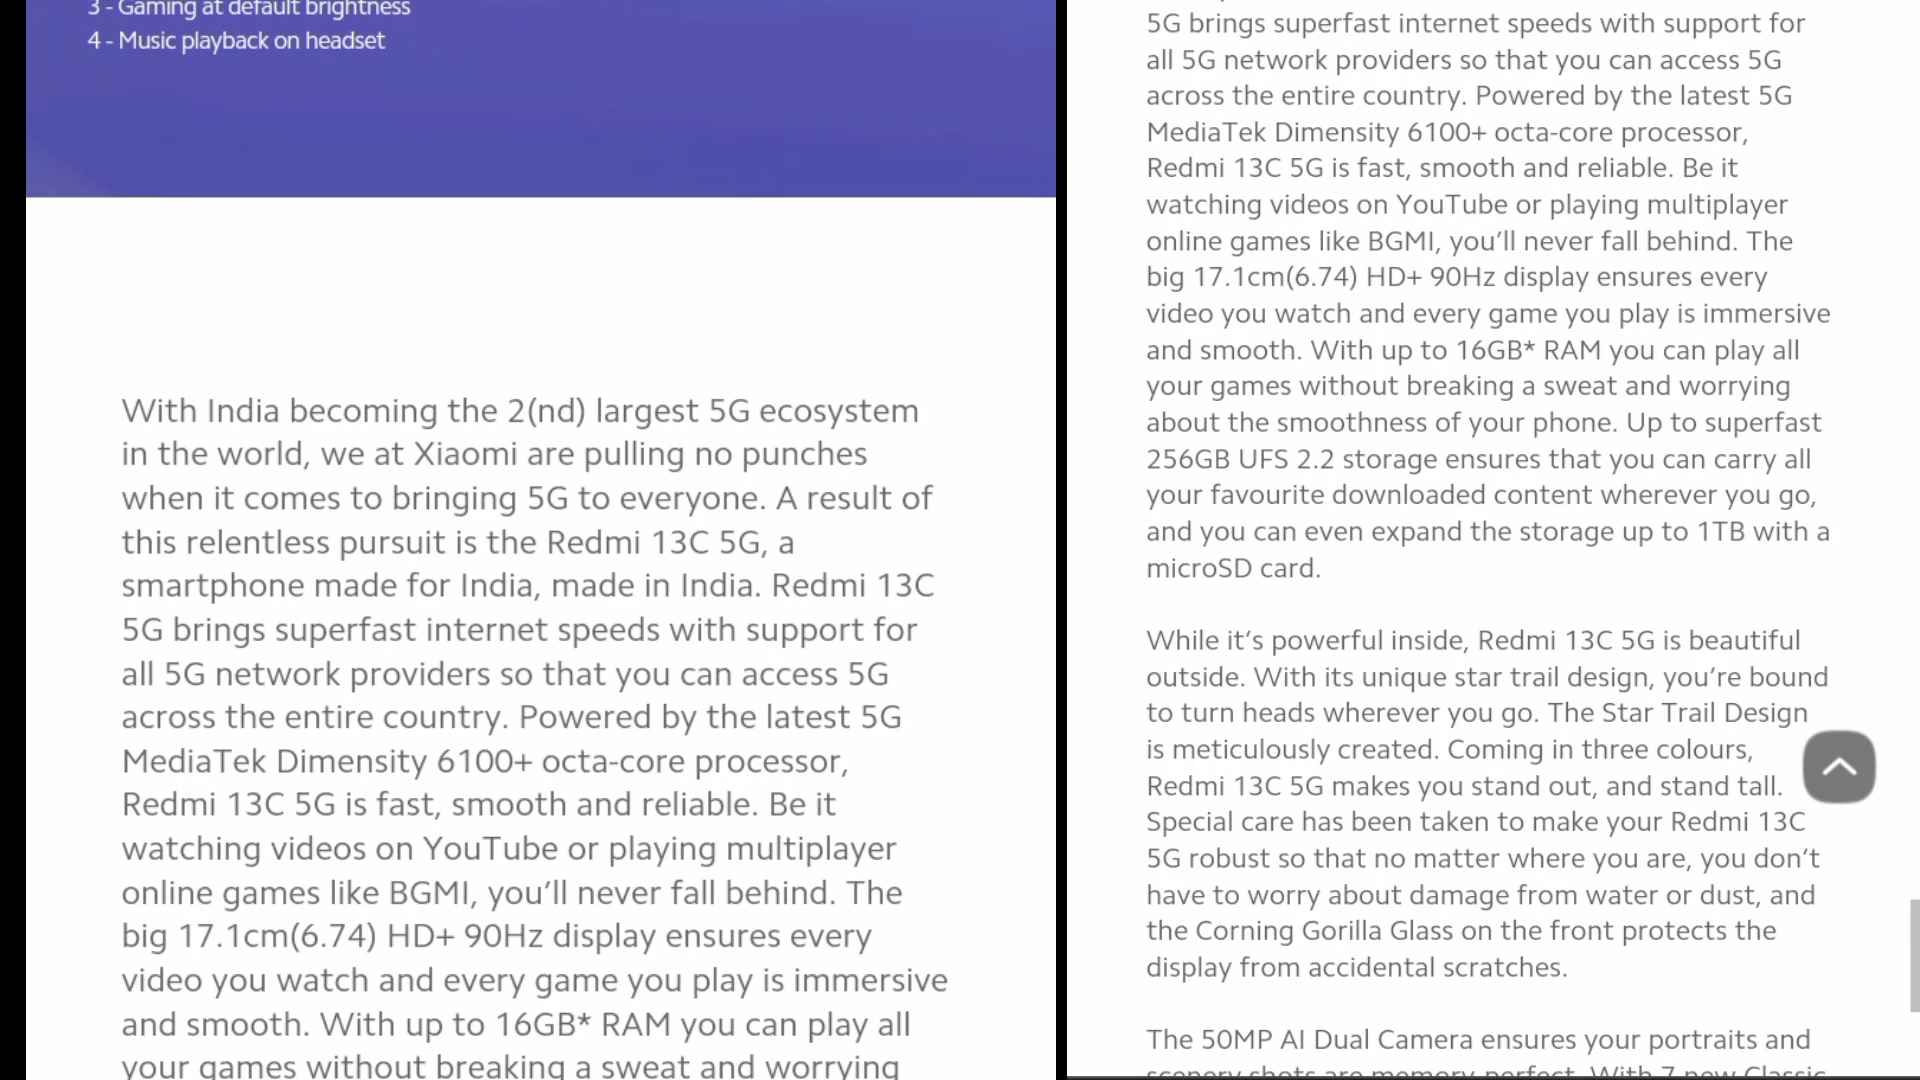 3 - Gaming at default brightness
4 - Music playback on headset
With India becoming the 2(nd) largest 5G ecosystem
in the world, we at Xiaomi are pulling no punches
when it comes to bringing 5G to everyone. A result of
this relentless pursuit is the Redmi 13C 5G, a
smartphone made for India, made in India. Redmi 13C
5G brings superfast internet speeds with support for
all 5G network providers so that you can access 5G
across the entire country. Powered by the latest 5G
MediaTek Dimensity 6100+ octa-core processor,
Redmi 13C 5G is fast, smooth and reliable. Be it
watching videos on YouTube or playing multiplayer
online games like BGMI, you’ll never fall behind. The
big 17.1cm(6.74) HD+ 90Hz display ensures every
video you watch and every game you play is immersive
and smooth. With up to 16GB* RAM you can play all
your games without breaking a sweat and worrying
5G brings superfast internet speeds with support for
all 5G network providers so that you can access 5G
across the entire country. Powered by the latest 5G
MediaTek Dimensity 6100+ octa-core processor,
Redmi 13C 5G is fast, smooth and reliable. Be it
watching videos on YouTube or playing multiplayer
online games like BGMI, you’ll never fall behind. The
big 17.1cm(6.74) HD+ 90Hz display ensures every
video you watch and every game you play is immersive
and smooth. With up to 16GB* RAM you can play all
your games without breaking a sweat and worrying
about the smoothness of your phone. Up to superfast
256GB UFS 2.2 storage ensures that you can carry all
your favourite downloaded content wherever you go,
and you can even expand the storage up to 1TB with a
microSD card.
While it’s powerful inside, Redmi 13C 5G is beautiful
outside. With its unique star trail design, you’re bound
to turn heads wherever you go. The Star Trail Design
is meticulously created. Coming in three colours,
Redmi 13C 5G makes you stand out, and stand tall.
Special care has been taken to make your Redmi 13C
5G robust so that no matter where you are, you don’t
have to worry about damage from water or dust, and
the Corning Gorilla Glass on the front protects the
display from accidental scratches.
The 50MP AI Dual Camera ensures your portraits and
scenery shots are memory-perfect. With 7 new Classic